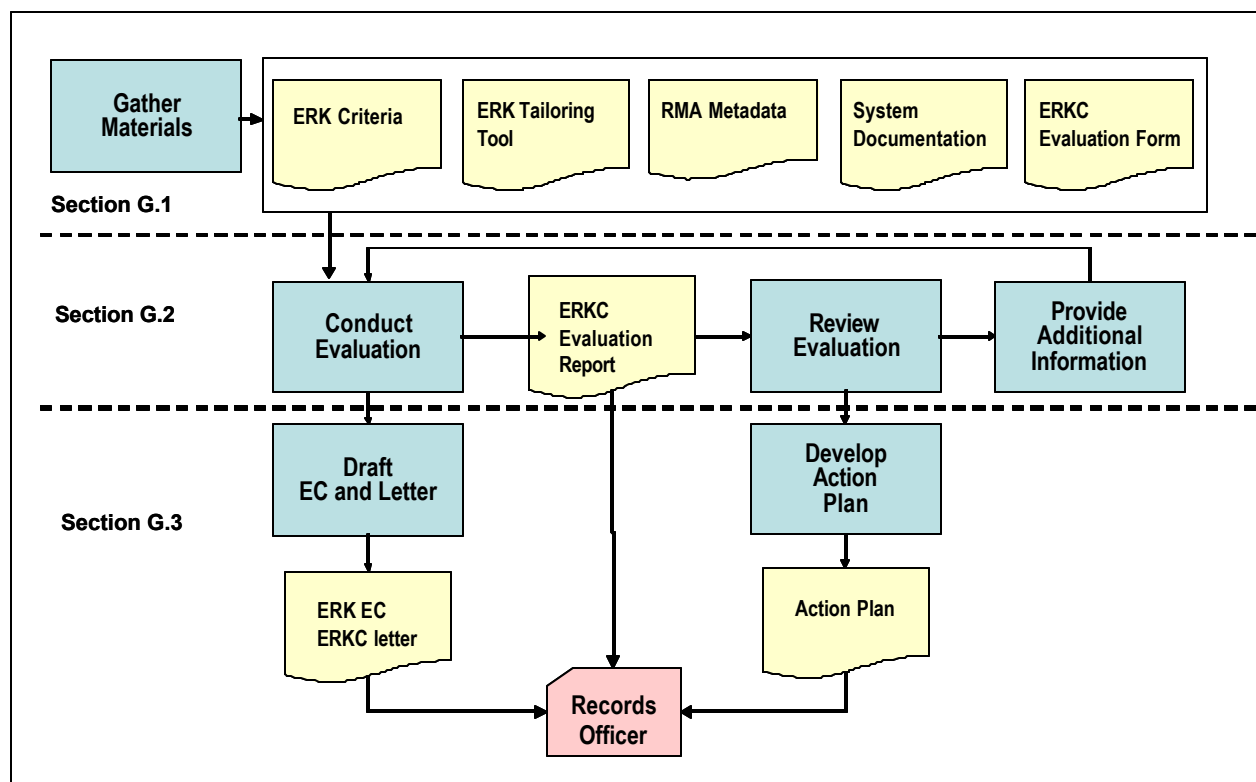 Gather
Materials
ERK Criteria
ERK Tailoring
Tool
RMA Metadata
System
Documentation
ERKC
Evaluation Form
Section G.1
Section G.2
Conduct
Evaluation
ERKC
Evaluation
Report
Review
Evaluation
Provide
Additional
Information
Section G.3
Draft
EC and Letter
Develop
Action
Plan
ERK EC
ERKC letter
Action Plan
Records
Officer